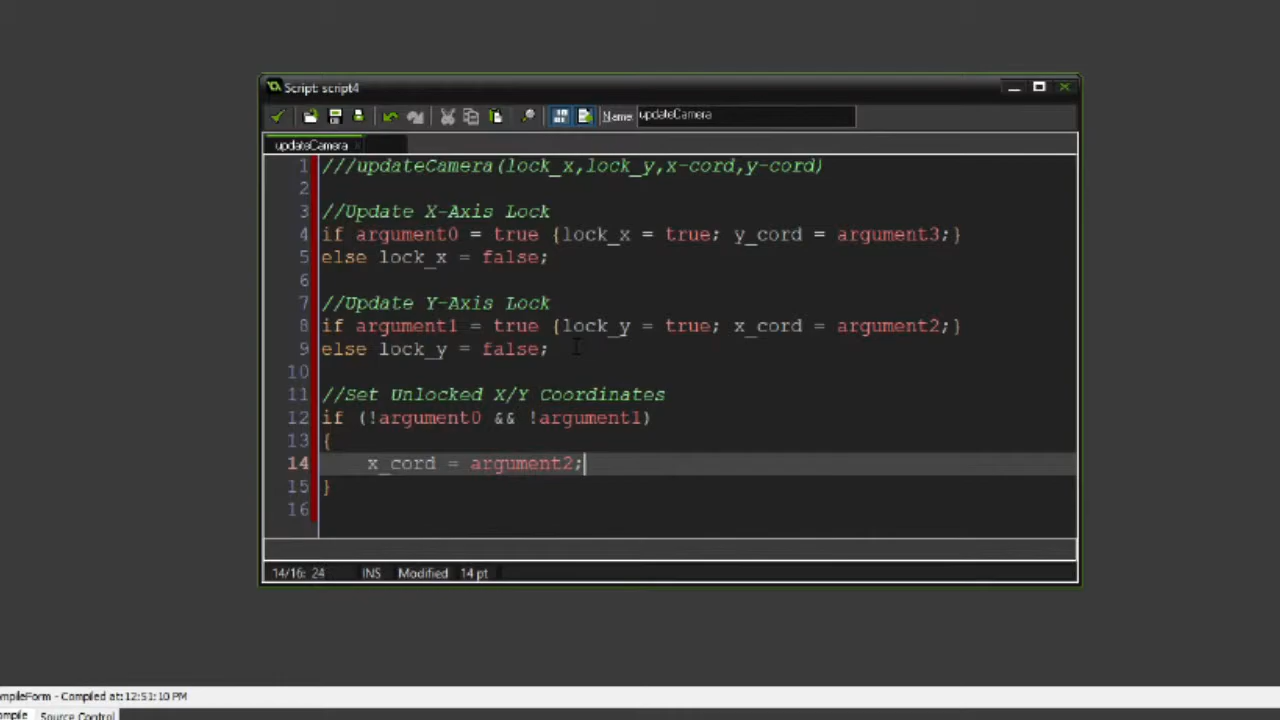 Script: script4
Name: updateCamera
updateCamera
1 ///updateCamera(lock_x,lock_y,x-cord,y-cord)
2
3 //Update X-Axis Lock
4 if argument0 = true {lock_x = true; y_cord = argument3;}
5 else lock_x = false;
6
7 //Update Y-Axis Lock
8 if argument1 = true {lock_y = true; x_cord = argument2;}
9 else lock_y = false;
10
11 //Set Unlocked X/Y Coordinates
12 if (!argument0 && !argument1)
13 {
14 x_cord = argument2;
15 }
16
14/16: 24 INS Modified 14 pt
mpileForm - Compiled at:12:51:10 PM
ompile Source Control